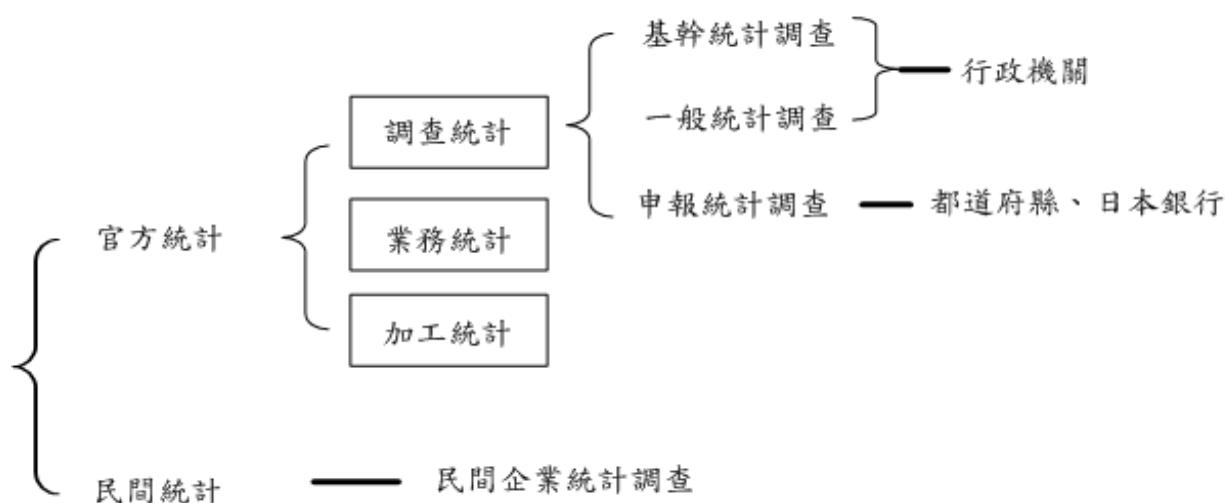 基幹統計調查
行政機關
一般統計調查
調查統計
申報統計調查
都道府縣、日本銀行
官方統計
業務統計
加工統計
民間統計
民間企業統計調查